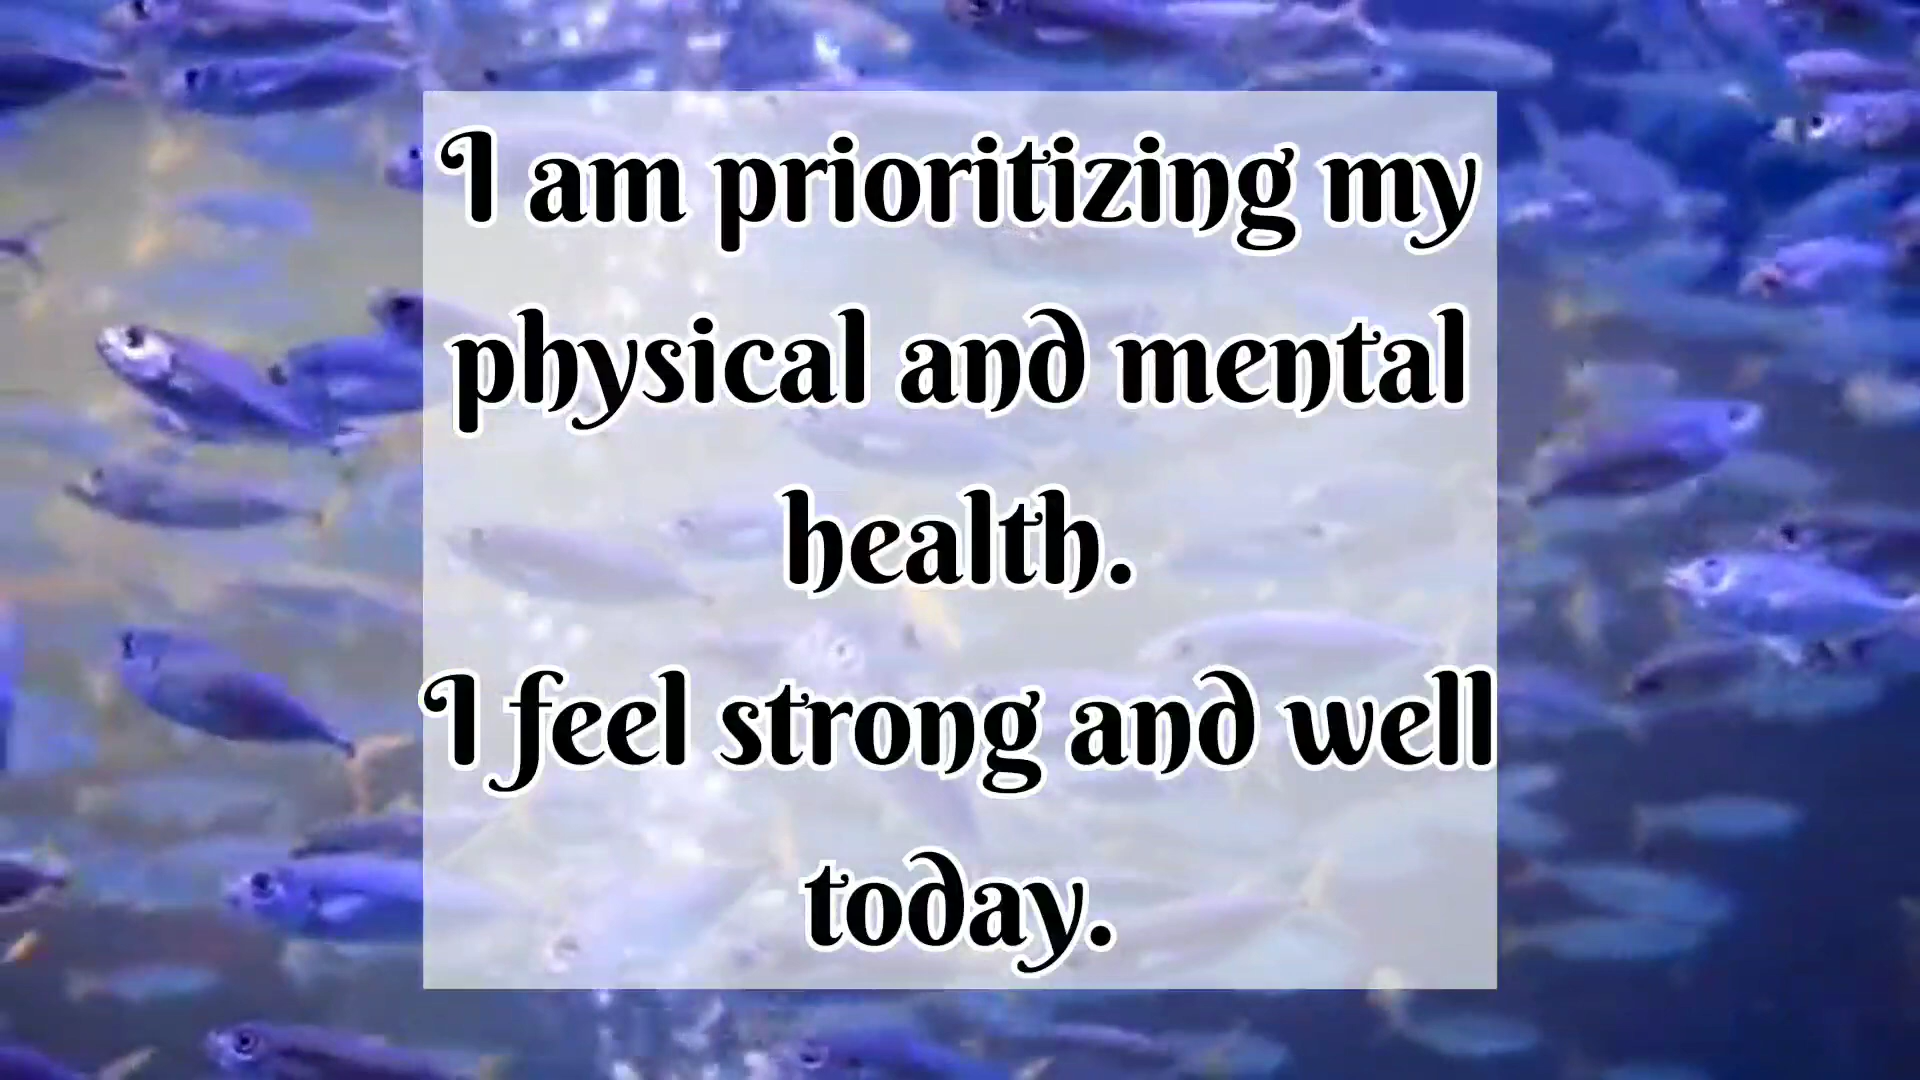 I am prioritizing my
physical and mental
health.
I feel strong and well
today.